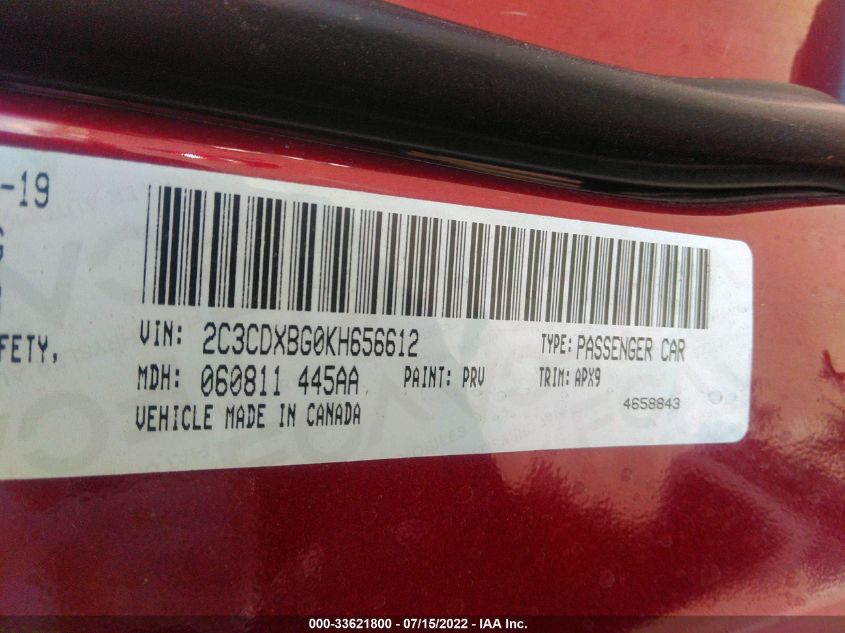 -19
FETY,
VIN: 2C3CDXBG0KH656612 TYPE: PASSENGER CAR
MDH: 060811 445AA PAINT: PRV TRIM: APX9
4658843
VEHICLE MADE IN CANADA
000-33621800 - 07/15/2022 - IAA Inc.